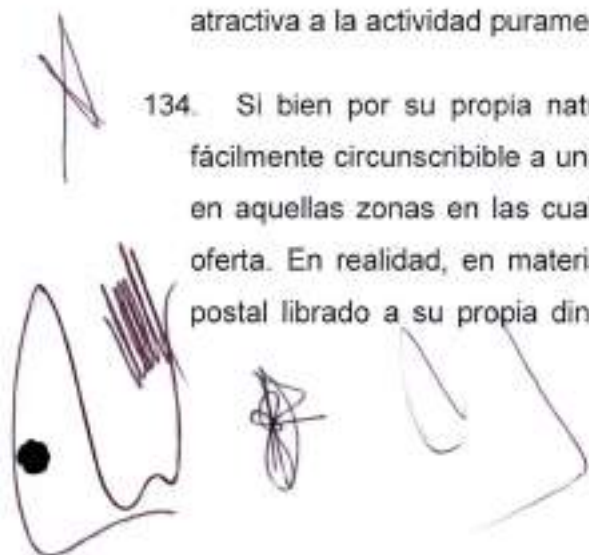 atractiva a la actividad purame
134. Si bien por su propia nat
fácilmente circunscribible a un
en aquellas zonas en las cual
oferta. En realidad, en materi
postal librado a su propia din